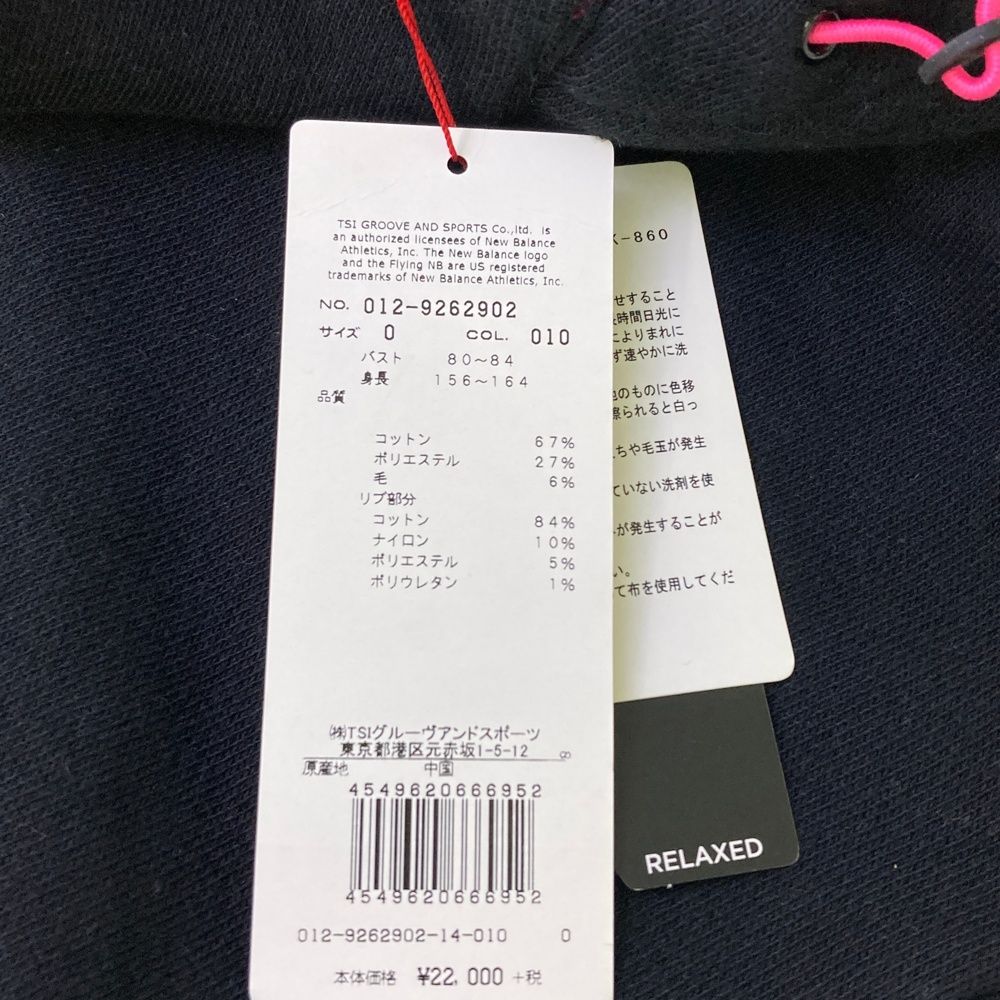 TSI GROOVE AND SPORTS Co.,ltd. is
an authorized licensees of New Balance
Athletics, Inc. The New Balance logo
and the Flying NB are US registered
trademarks of New Balance Athletics, Inc.
NO. 012-9262902
サイズ 0 COL. 010
バスト 80～84
身長 156～164
品質
コットン 67%
ポリエステル 27%
毛 6%
リブ部分
コットン 84%
ナイロン 10%
ポリエステル 5%
ポリウレタン 1%
㈱TSIグルーヴアンドスポーツ
東京都港区元赤坂1-5-12 8
原産地 中国
4549620666952
4549620666952
012-9262902-14-010 0
本体価格 ¥22,000 +税
-860
せすること
時間日光に
によりまれに
ず速やかに洗
のものに色移
擦られると白っ
ちや毛玉が発生
ていない洗剤を使
が発生することが
い。
て布を使用してくだ
RELAXED